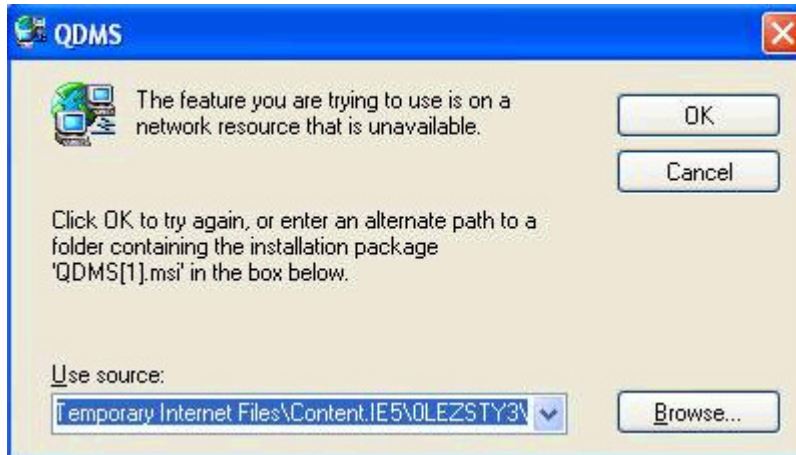 QDMS
The feature you are trying to use is on a
network resource that is unavailable.
OK
Cancel
Click OK to try again, or enter an alternate path to a
folder containing the installation package
'QDMS[1].msi' in the box below.
Use source:
Temporary Internet Files\Content.IE5\0LEZSTY3\
Browse...